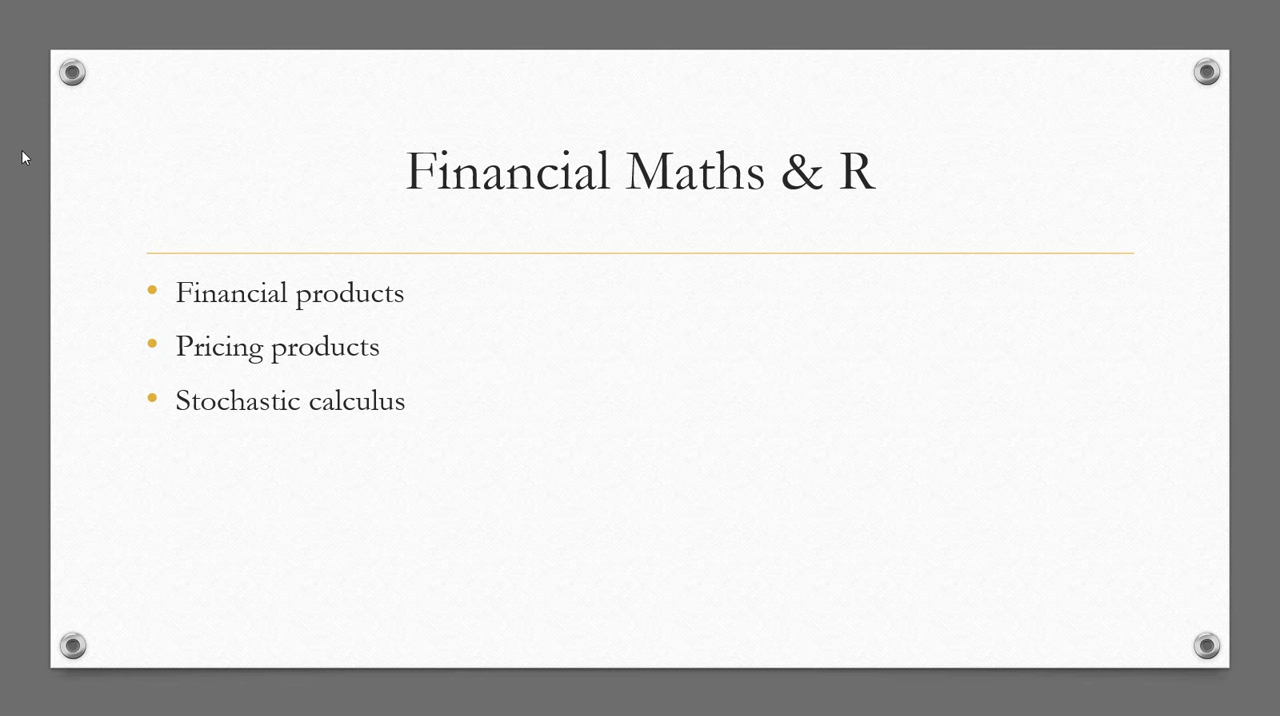 Financial Maths & R
Financial products
Pricing products
Stochastic calculus